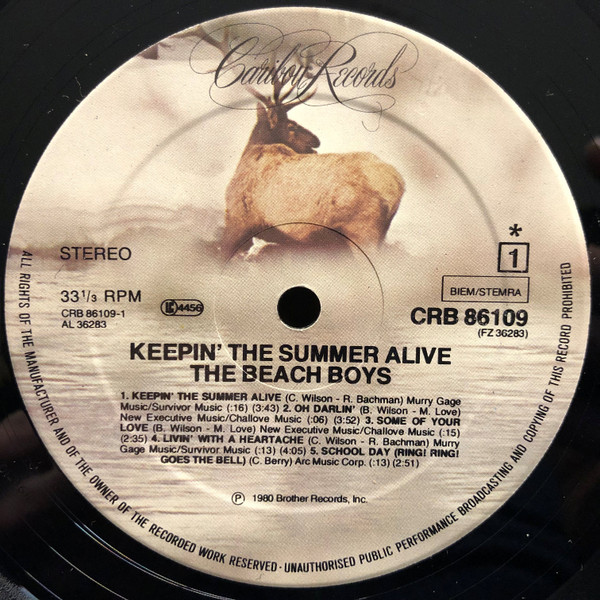 Caribou Records
STEREO
33 1/3 RPM
CRB 86109-1
AL 36283
LC 4456
*
1
BIEM/STEMRA
CRB 86109
(FZ 36283)
KEEPIN' THE SUMMER ALIVE
THE BEACH BOYS
1. KEEPIN' THE SUMMER ALIVE (C. Wilson - R. Bachman) Murry Gage
Music/Survivor Music (:16) (3:43) 2. OH DARLIN' (B. Wilson - M. Love)
New Executive Music/Challove Music (:06) (3:52) 3. SOME OF YOUR
LOVE (B. Wilson - M. Love) New Executive Music/Challove Music (:15)
(2:35) 4. LIVIN' WITH A HEARTACHE (C. Wilson - R. Bachman) Murry
Gage Music/Survivor Music (:13) (4:05) 5. SCHOOL DAY (RING! RING!
GOES THE BELL) (C. Berry) Arc Music Corp. (:13) (2:51)
Ⓟ 1980 Brother Records, Inc.
ALL RIGHTS OF THE MANUFACTURER AND OF THE OWNER OF THE RECORDED WORK RESERVED · UNAUTHORISED PUBLIC PERFORMANCE BROADCASTING AND COPYING OF THIS RECORD PROHIBITED